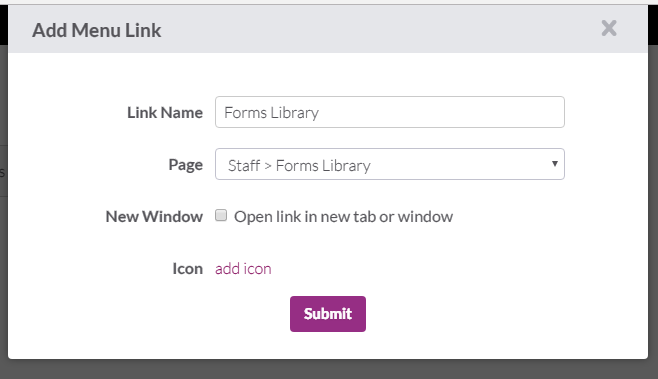 Add Menu Link
Link Name Forms Library
Page Staff > Forms Library
New Window Open link in new tab or window
Icon add icon
Submit